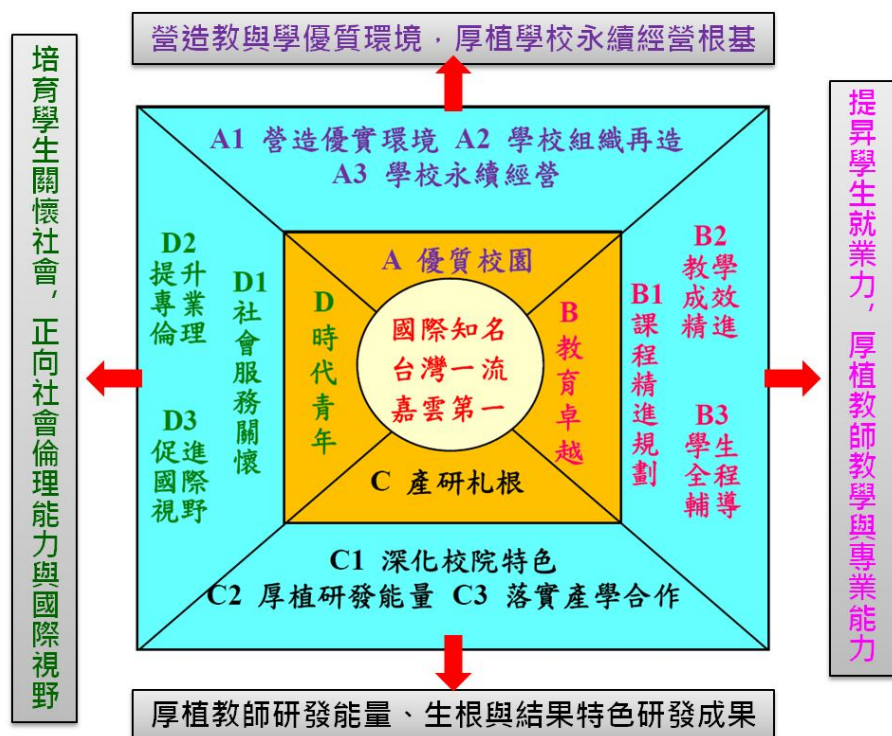 營造教與學優質環境，厚植學校永續經營根基
培育學生關懷社會，正向社會倫理能力與國際視野
提昇學生就業力，厚植教師教學與專業能力
A1 營造優實環境 A2 學校組織再造
A3 學校永續經營
A 優質校園
D2
提升
專業
倫理
D1
社會服務關懷
D3
促進
國際
視野
D
時代青年
國際知名
台灣一流
嘉雲第一
B
教育卓越
B1
課程精進規劃
B2
教學
成效
精進
B3
學生
全程
輔導
C 產研札根
C1 深化校院特色
C2 厚植研發能量 C3 落實產學合作
厚植教師研發能量、生根與結果特色研發成果